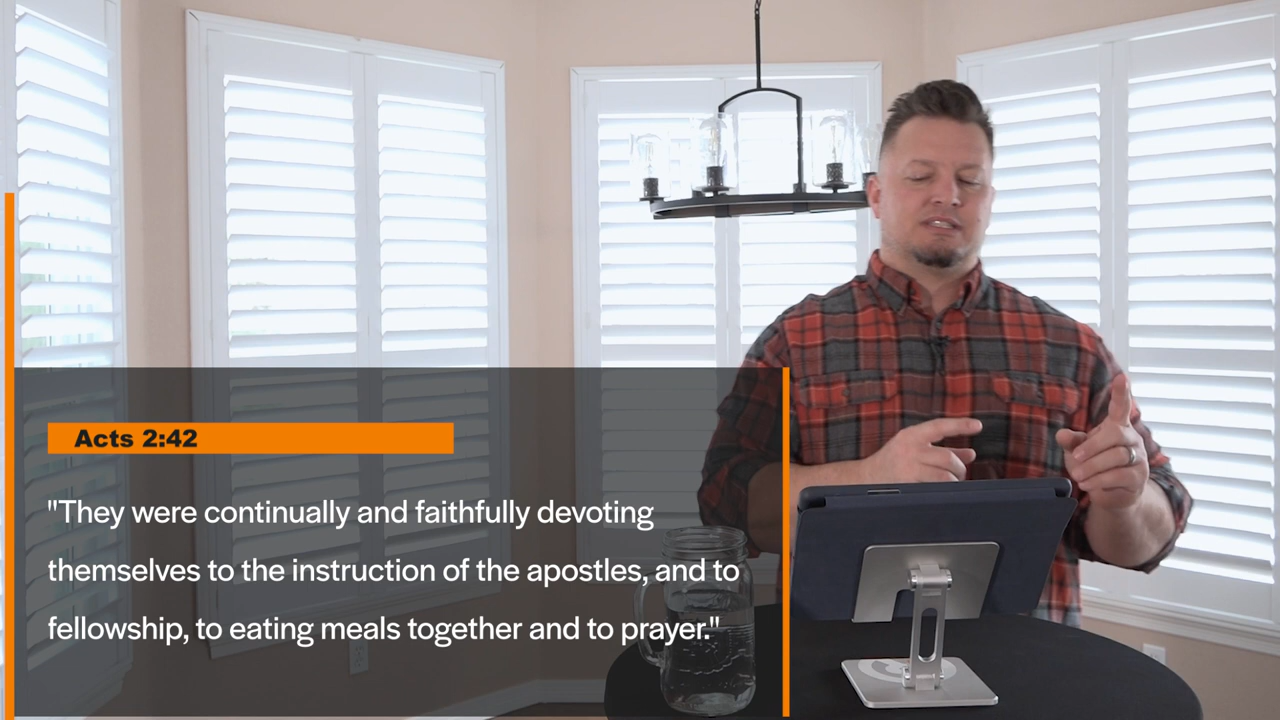 Acts 2:42
"They were continually and faithfully devoting
themselves to the instruction of the apostles, and to
fellowship, to eating meals together and to prayer."